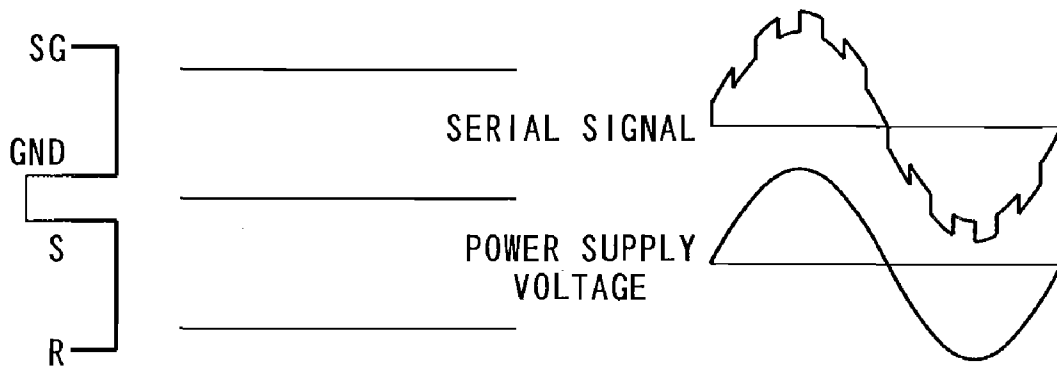 SG
SERIAL SIGNAL
GND
S
POWER SUPPLY
VOLTAGE
R